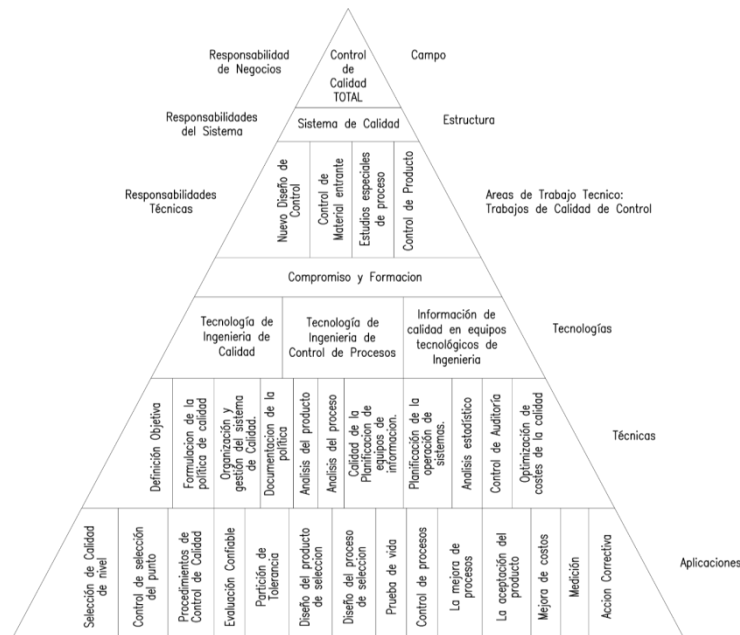 Responsabilidad
de Negocios
Control
de
Calidad
TOTAL
Campo
Responsabilidades
del Sistema
Sistema de Calidad
Estructura
Responsabilidades
Técnicas
Nuevo Diseño de
Control
Control de
Material entrante
Estudios especiales
de proceso
Control de Producto
Areas de Trabajo Tecnico:
Trabajos de Calidad de Control
Compromiso y Formacion
Tecnología de
Ingenieria de
Calidad
Tecnología de
Ingenieria de
Control de Procesos
Información de
calidad en equipos
tecnológicos de
Ingenieria
Tecnologías
Definición Objetiva
Formulacion de la
política de calidad
Organización y
gestión del sistema
de Calidad.
Documentacion de la
política
Analisis del producto
Analisis del proceso
Calidad de la
Planificacion de
equipos de
informacion.
Planificación de la
operación de
sistemas.
Analisis estadístico
Control de Auditoría
Optimización de
costes de la calidad
Técnicas
Selección de Calidad
de nivel
Control de selección
del punto
Procedimientos de
Control de Calidad
Evaluación Confiable
Partición de
Tolerancia
Diseño del producto
de seleccion
Diseño del proceso
de seleccion
Prueba de vida
Control de procesos
La mejora de
procesos
La aceptación del
producto
Mejora de costos
Medición
Accion Correctiva
Aplicaciones